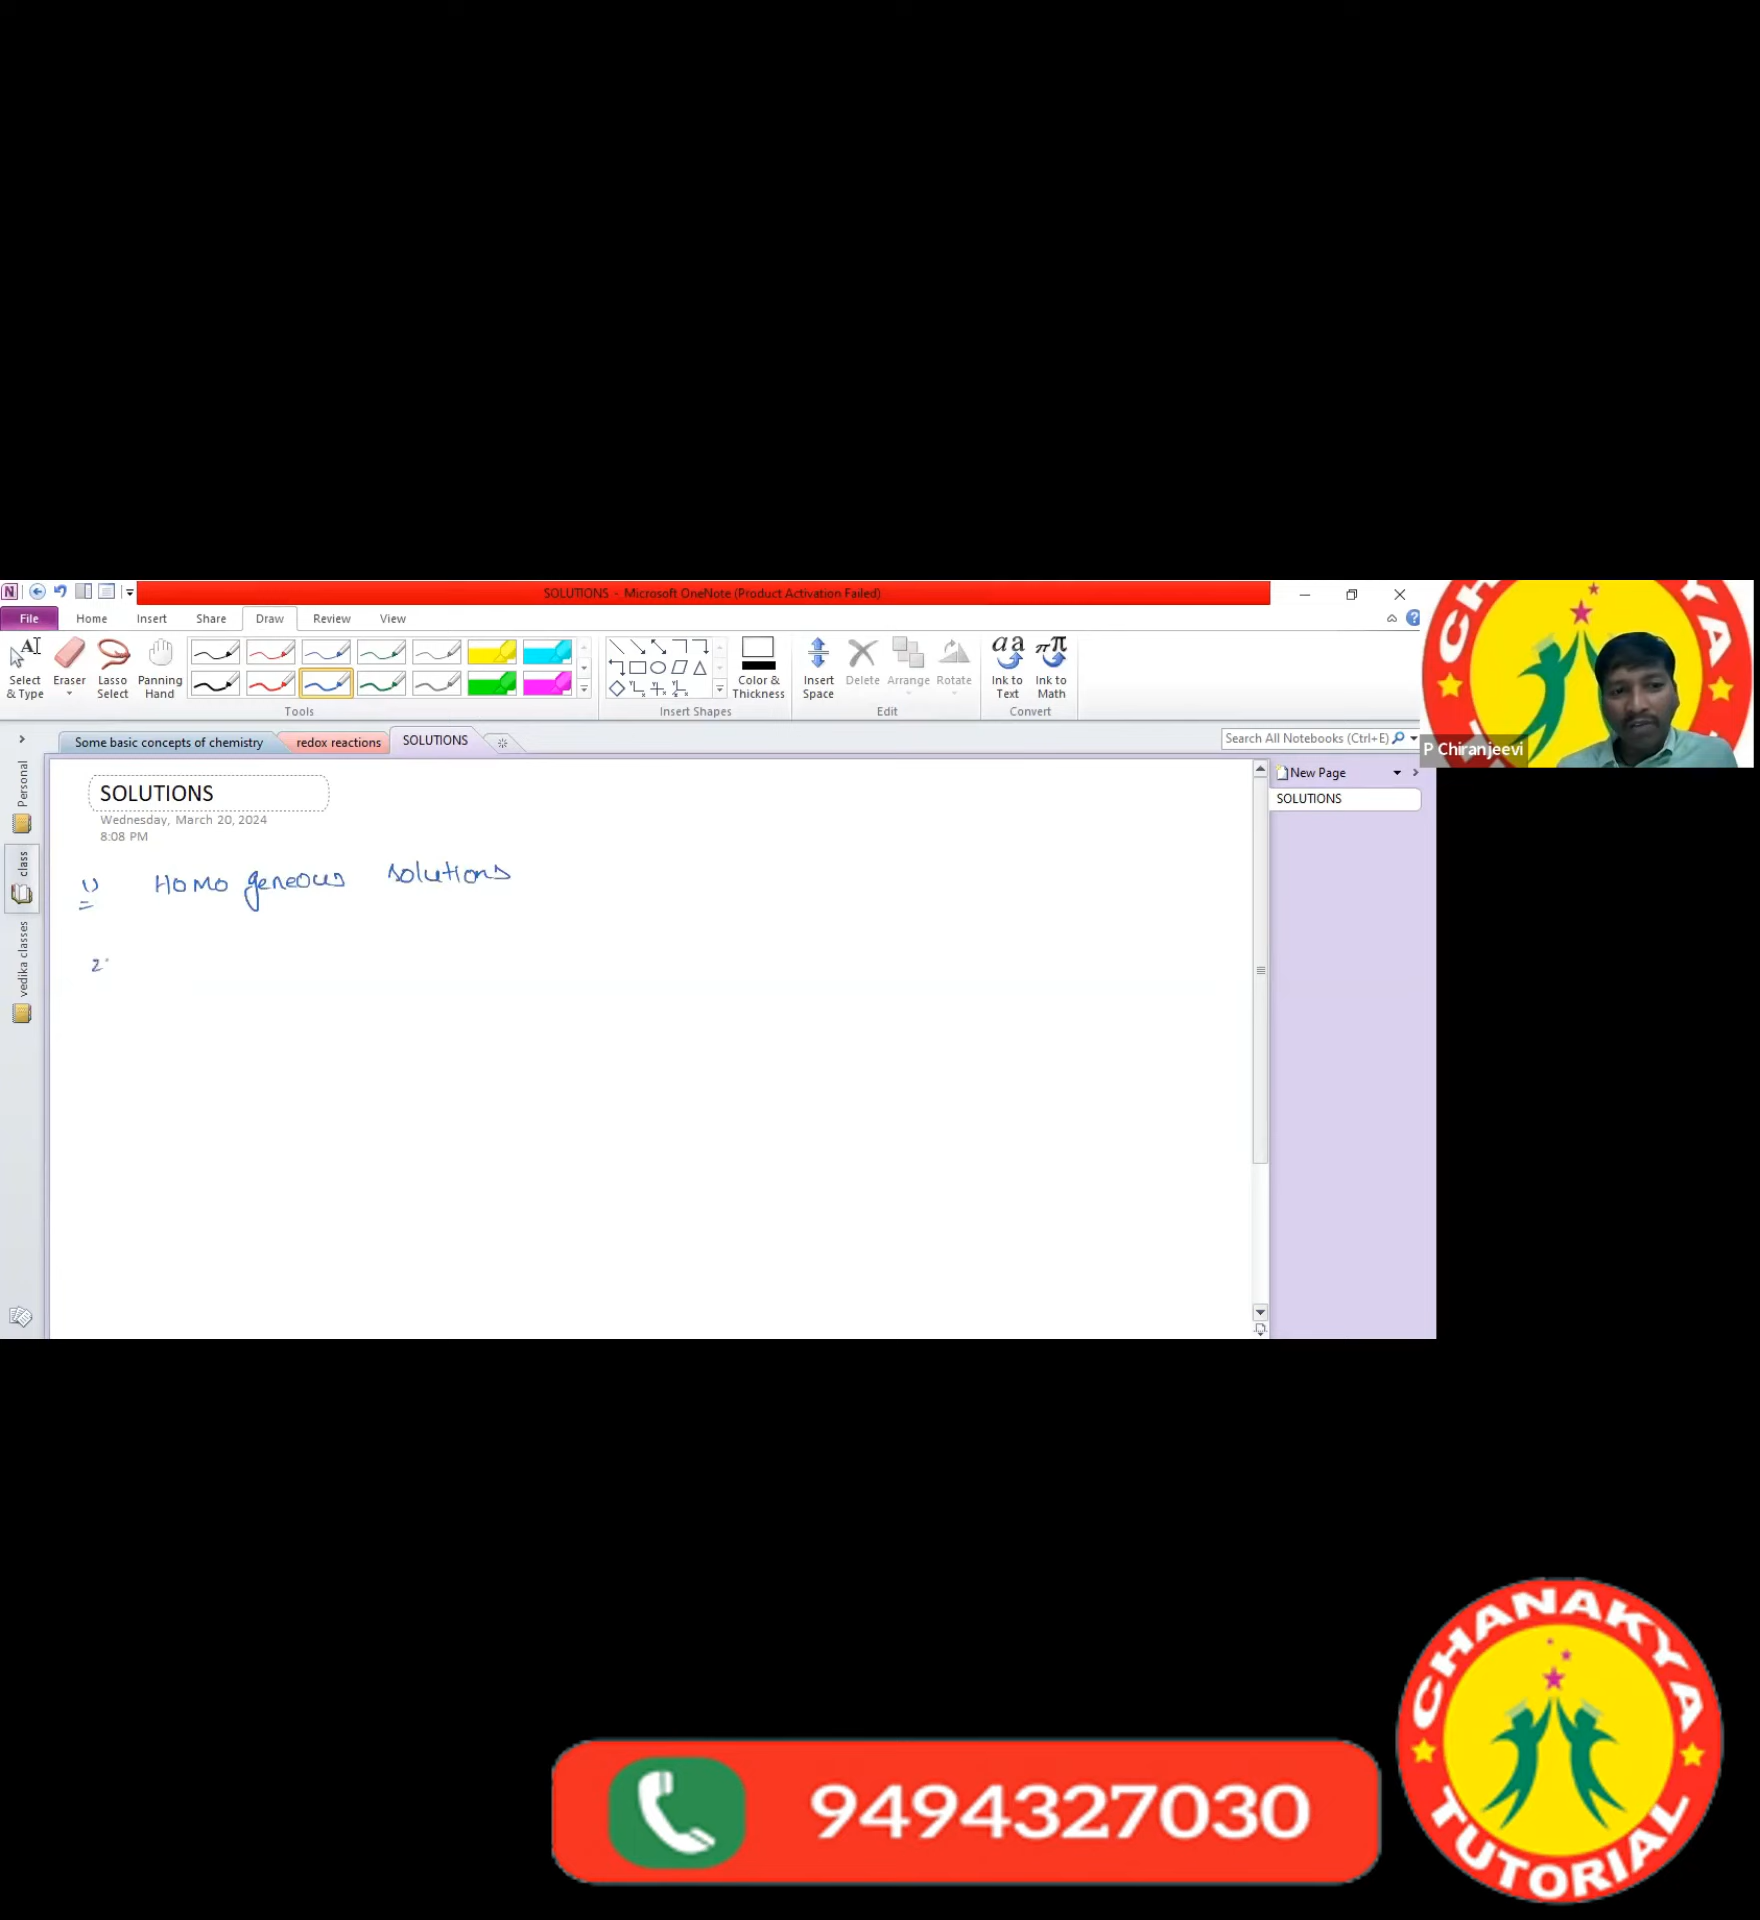 SOLUTIONS - Microsoft OneNote (Product Activation Failed)
File Home Insert Share Draw Review View
Select & Type
Eraser
Lasso Select
Panning Hand
Color & Thickness
Insert Space
Delete
Arrange
Rotate
Ink to Text
Ink to Math
Tools
Insert Shapes
Edit
Convert
Some basic concepts of chemistry
redox reactions
SOLUTIONS
Search All Notebooks (Ctrl+E)
P Chiranjeevi
New Page
SOLUTIONS
Personal
class
vedika classes
SOLUTIONS
Wednesday, March 20, 2024
8:08 PM
1) Homo geneous solutions
2
CHANAKYA TUTORIAL
9494327030